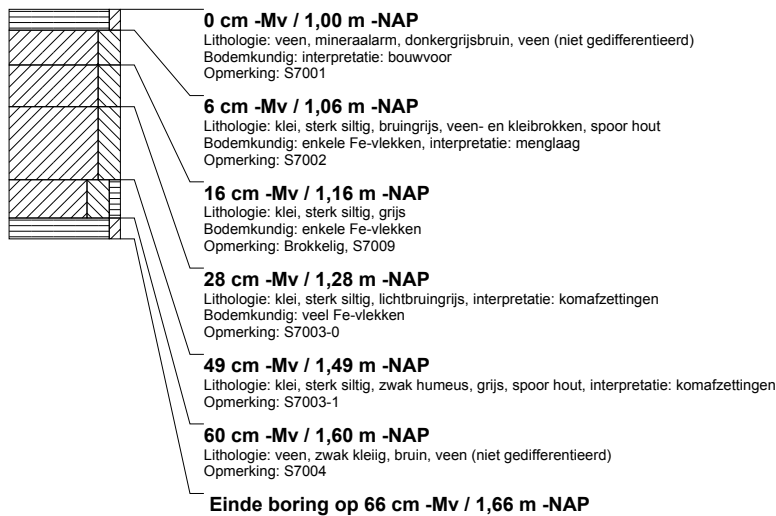 0 cm -Mv / 1,00 m -NAP
Lithologie: veen, mineraalarm, donkergrijsbruin, veen (niet gedifferentieerd)
Bodemkundig: interpretatie: bouwvoor
Opmerking: S7001
6 cm -Mv / 1,06 m -NAP
Lithologie: klei, sterk siltig, bruingrijs, veen- en kleibrokken, spoor hout
Bodemkundig: enkele Fe-vlekken, interpretatie: menglaag
Opmerking: S7002
16 cm -Mv / 1,16 m -NAP
Lithologie: klei, sterk siltig, grijs
Bodemkundig: enkele Fe-vlekken
Opmerking: Brokkelig, S7009
28 cm -Mv / 1,28 m -NAP
Lithologie: klei, sterk siltig, lichtbruingrijs, interpretatie: komafzettingen
Bodemkundig: veel Fe-vlekken
Opmerking: S7003-0
49 cm -Mv / 1,49 m -NAP
Lithologie: klei, sterk siltig, zwak humeus, grijs, spoor hout, interpretatie: komafzettingen
Opmerking: S7003-1
60 cm -Mv / 1,60 m -NAP
Lithologie: veen, zwak kleiig, bruin, veen (niet gedifferentieerd)
Opmerking: S7004
Einde boring op 66 cm -Mv / 1,66 m -NAP